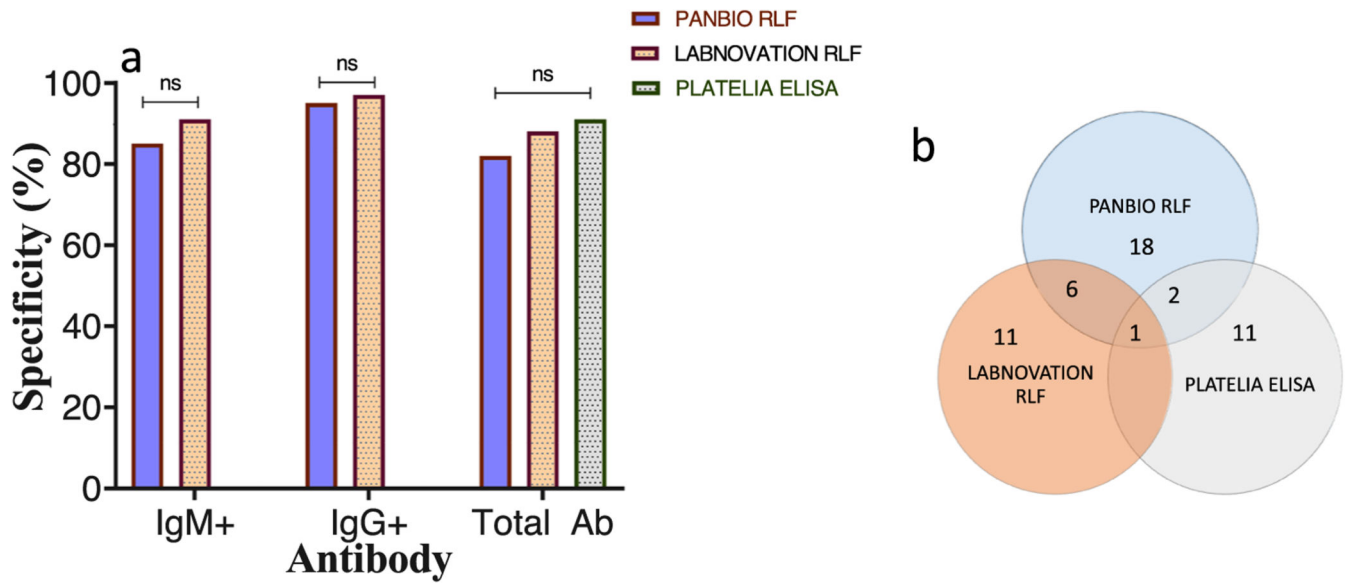 PANBIO RLF
LABNOVATION RLF
PLATELIA ELISA
a
ns
ns
ns
100
80
60
40
20
0
Specificity (%)
IgM+
IgG+
Total Ab
Antibody
b
PANBIO RLF
18
6
2
1
11
11
LABNOVATION
RLF
PLATELIA ELISA